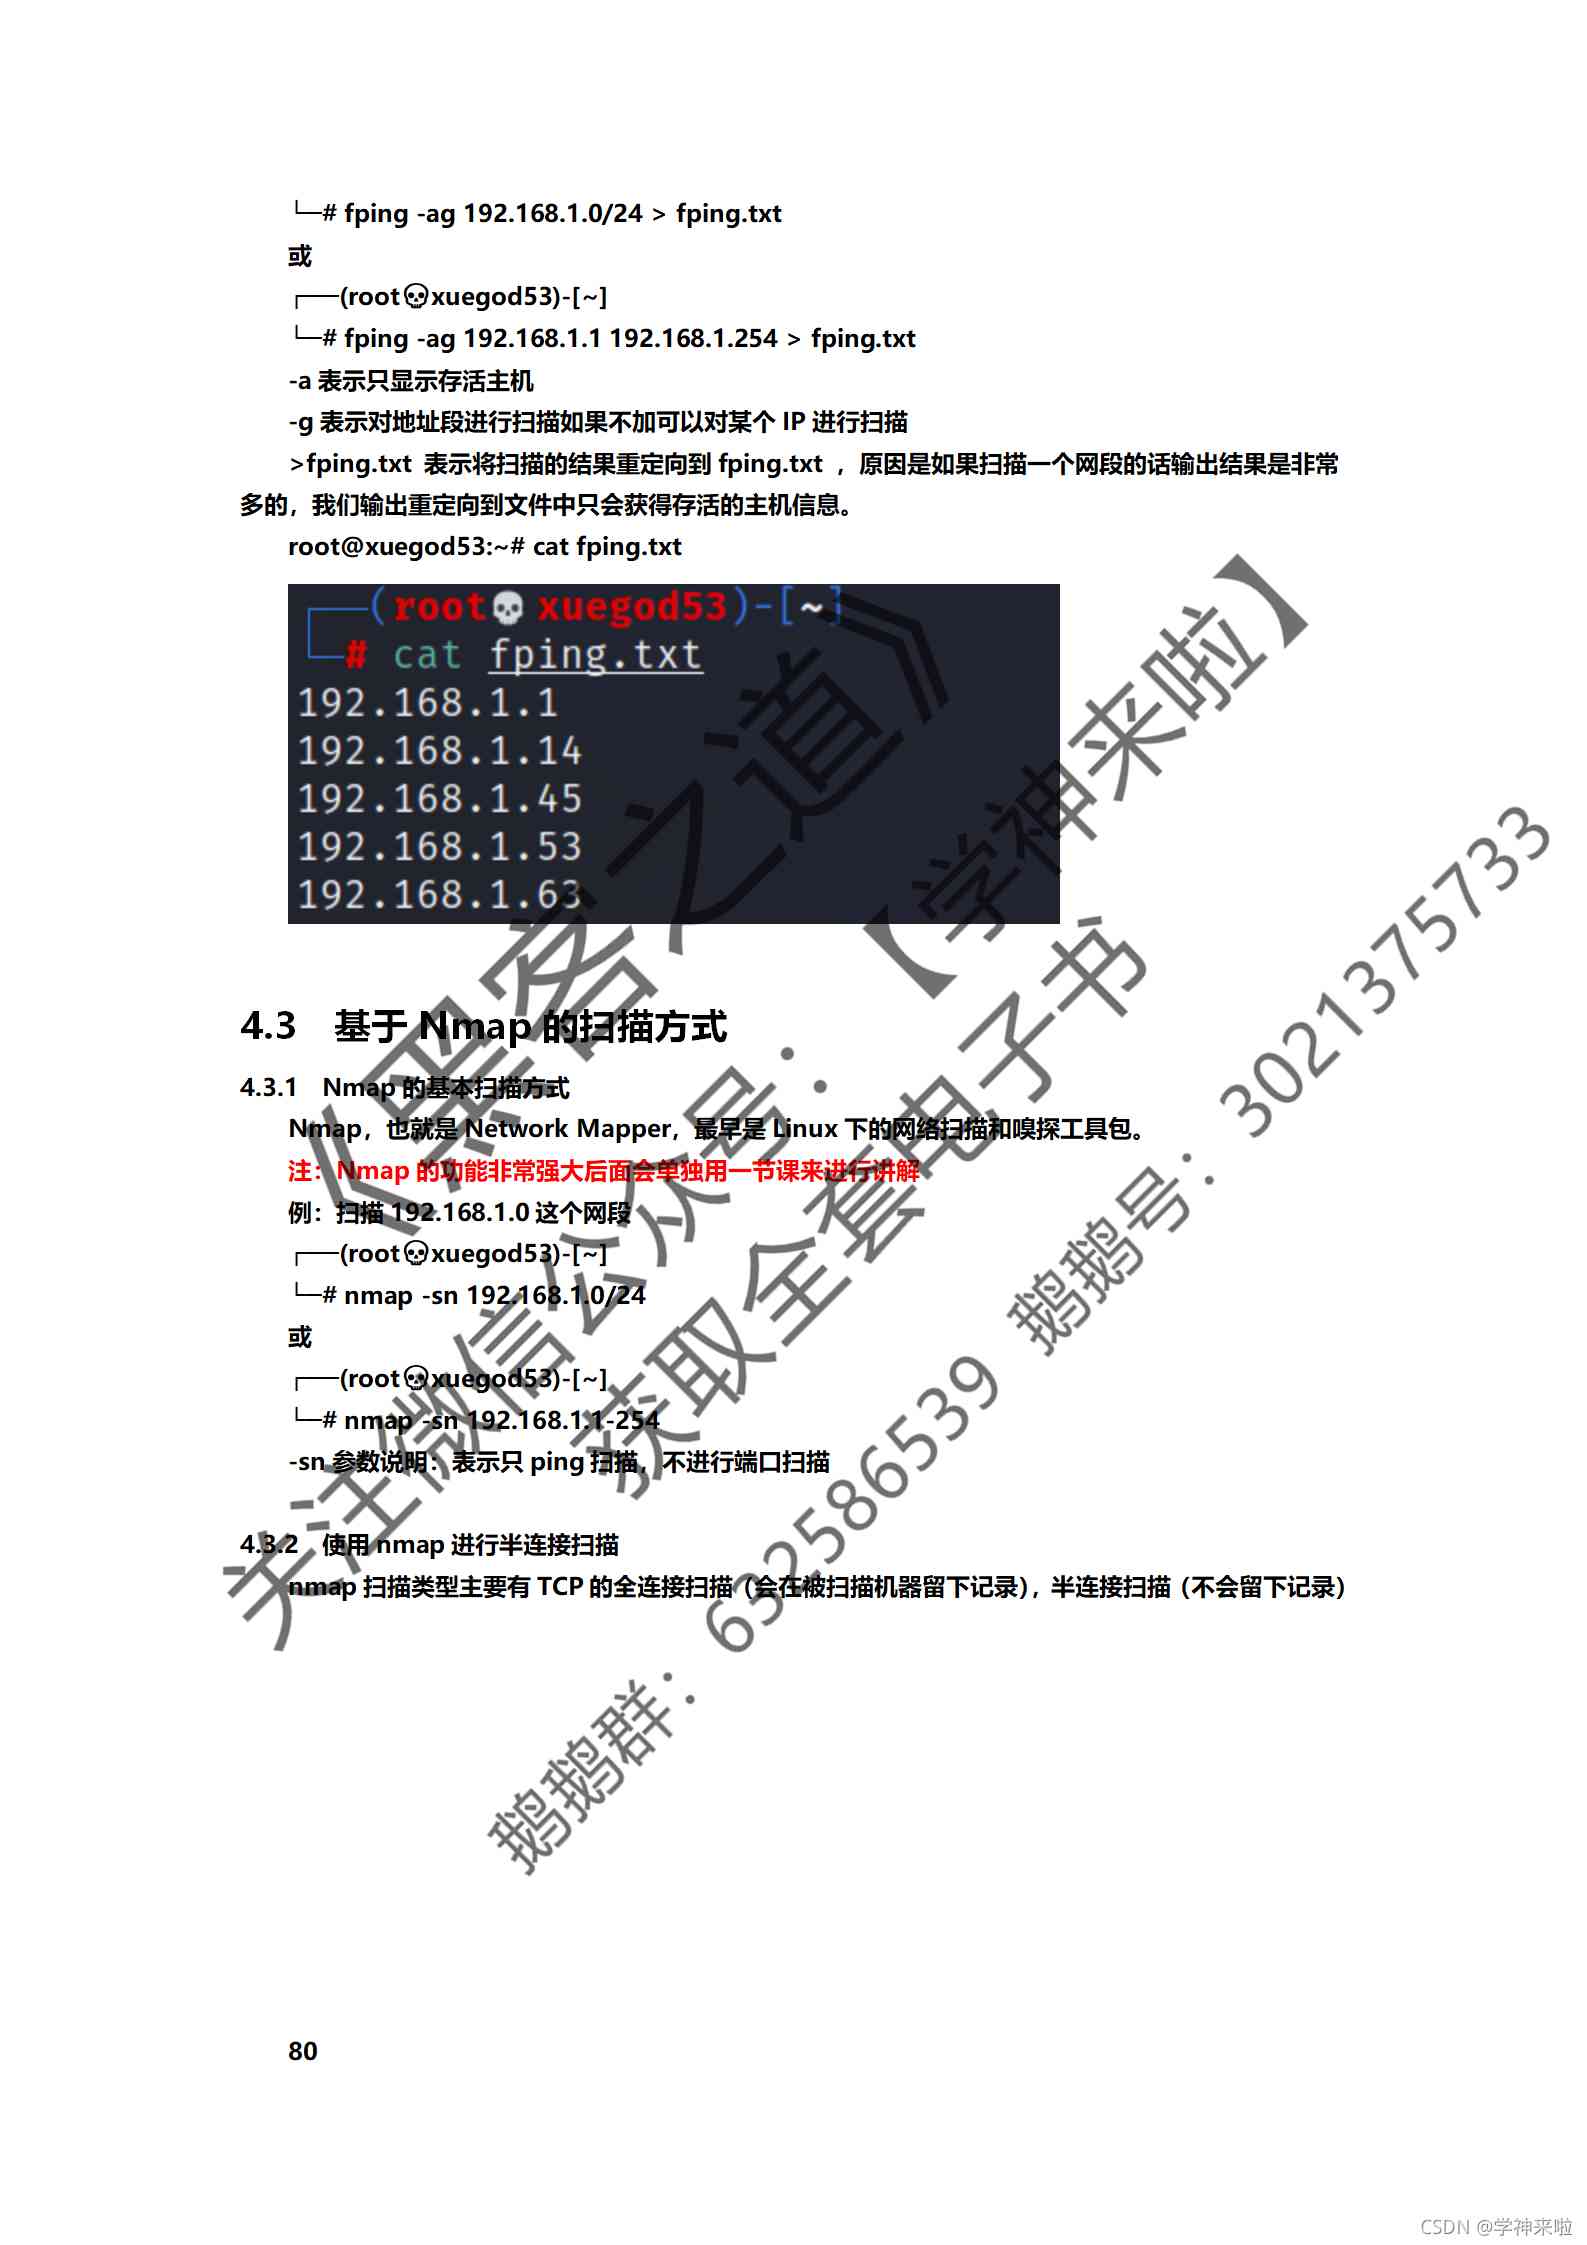 └─# fping -ag 192.168.1.0/24 > fping.txt
或
┌──(root💀xuegod53)-[~]
└─# fping -ag 192.168.1.1 192.168.1.254 > fping.txt
-a 表示只显示存活主机
-g 表示对地址段进行扫描如果不加可以对某个 IP 进行扫描
>fping.txt 表示将扫描的结果重定向到 fping.txt ，原因是如果扫描一个网段的话输出结果是非常
多的，我们输出重定向到文件中只会获得存活的主机信息。
root@xuegod53:~# cat fping.txt
┌──(root💀xuegod53)-[~]
└─# cat fping.txt
192.168.1.1
192.168.1.14
192.168.1.45
192.168.1.53
192.168.1.63
4.3 基于 Nmap 的扫描方式
4.3.1 Nmap 的基本扫描方式
Nmap，也就是 Network Mapper，最早是 Linux 下的网络扫描和嗅探工具包。
注：Nmap 的功能非常强大后面会单独用一节课来进行讲解
例：扫描 192.168.1.0 这个网段
┌──(root💀xuegod53)-[~]
└─# nmap -sn 192.168.1.0/24
或
┌──(root💀xuegod53)-[~]
└─# nmap -sn 192.168.1.1-254
-sn 参数说明：表示只 ping 扫描，不进行端口扫描
4.3.2 使用 nmap 进行半连接扫描
nmap 扫描类型主要有 TCP 的全连接扫描（会在被扫描机器留下记录），半连接扫描（不会留下记录）
80
《黑客之道》
关注微信公众号：【学神来啦】
获取全套电子书
鹅鹅群：632586539 鹅鹅号：3021375733
CSDN @学神来啦